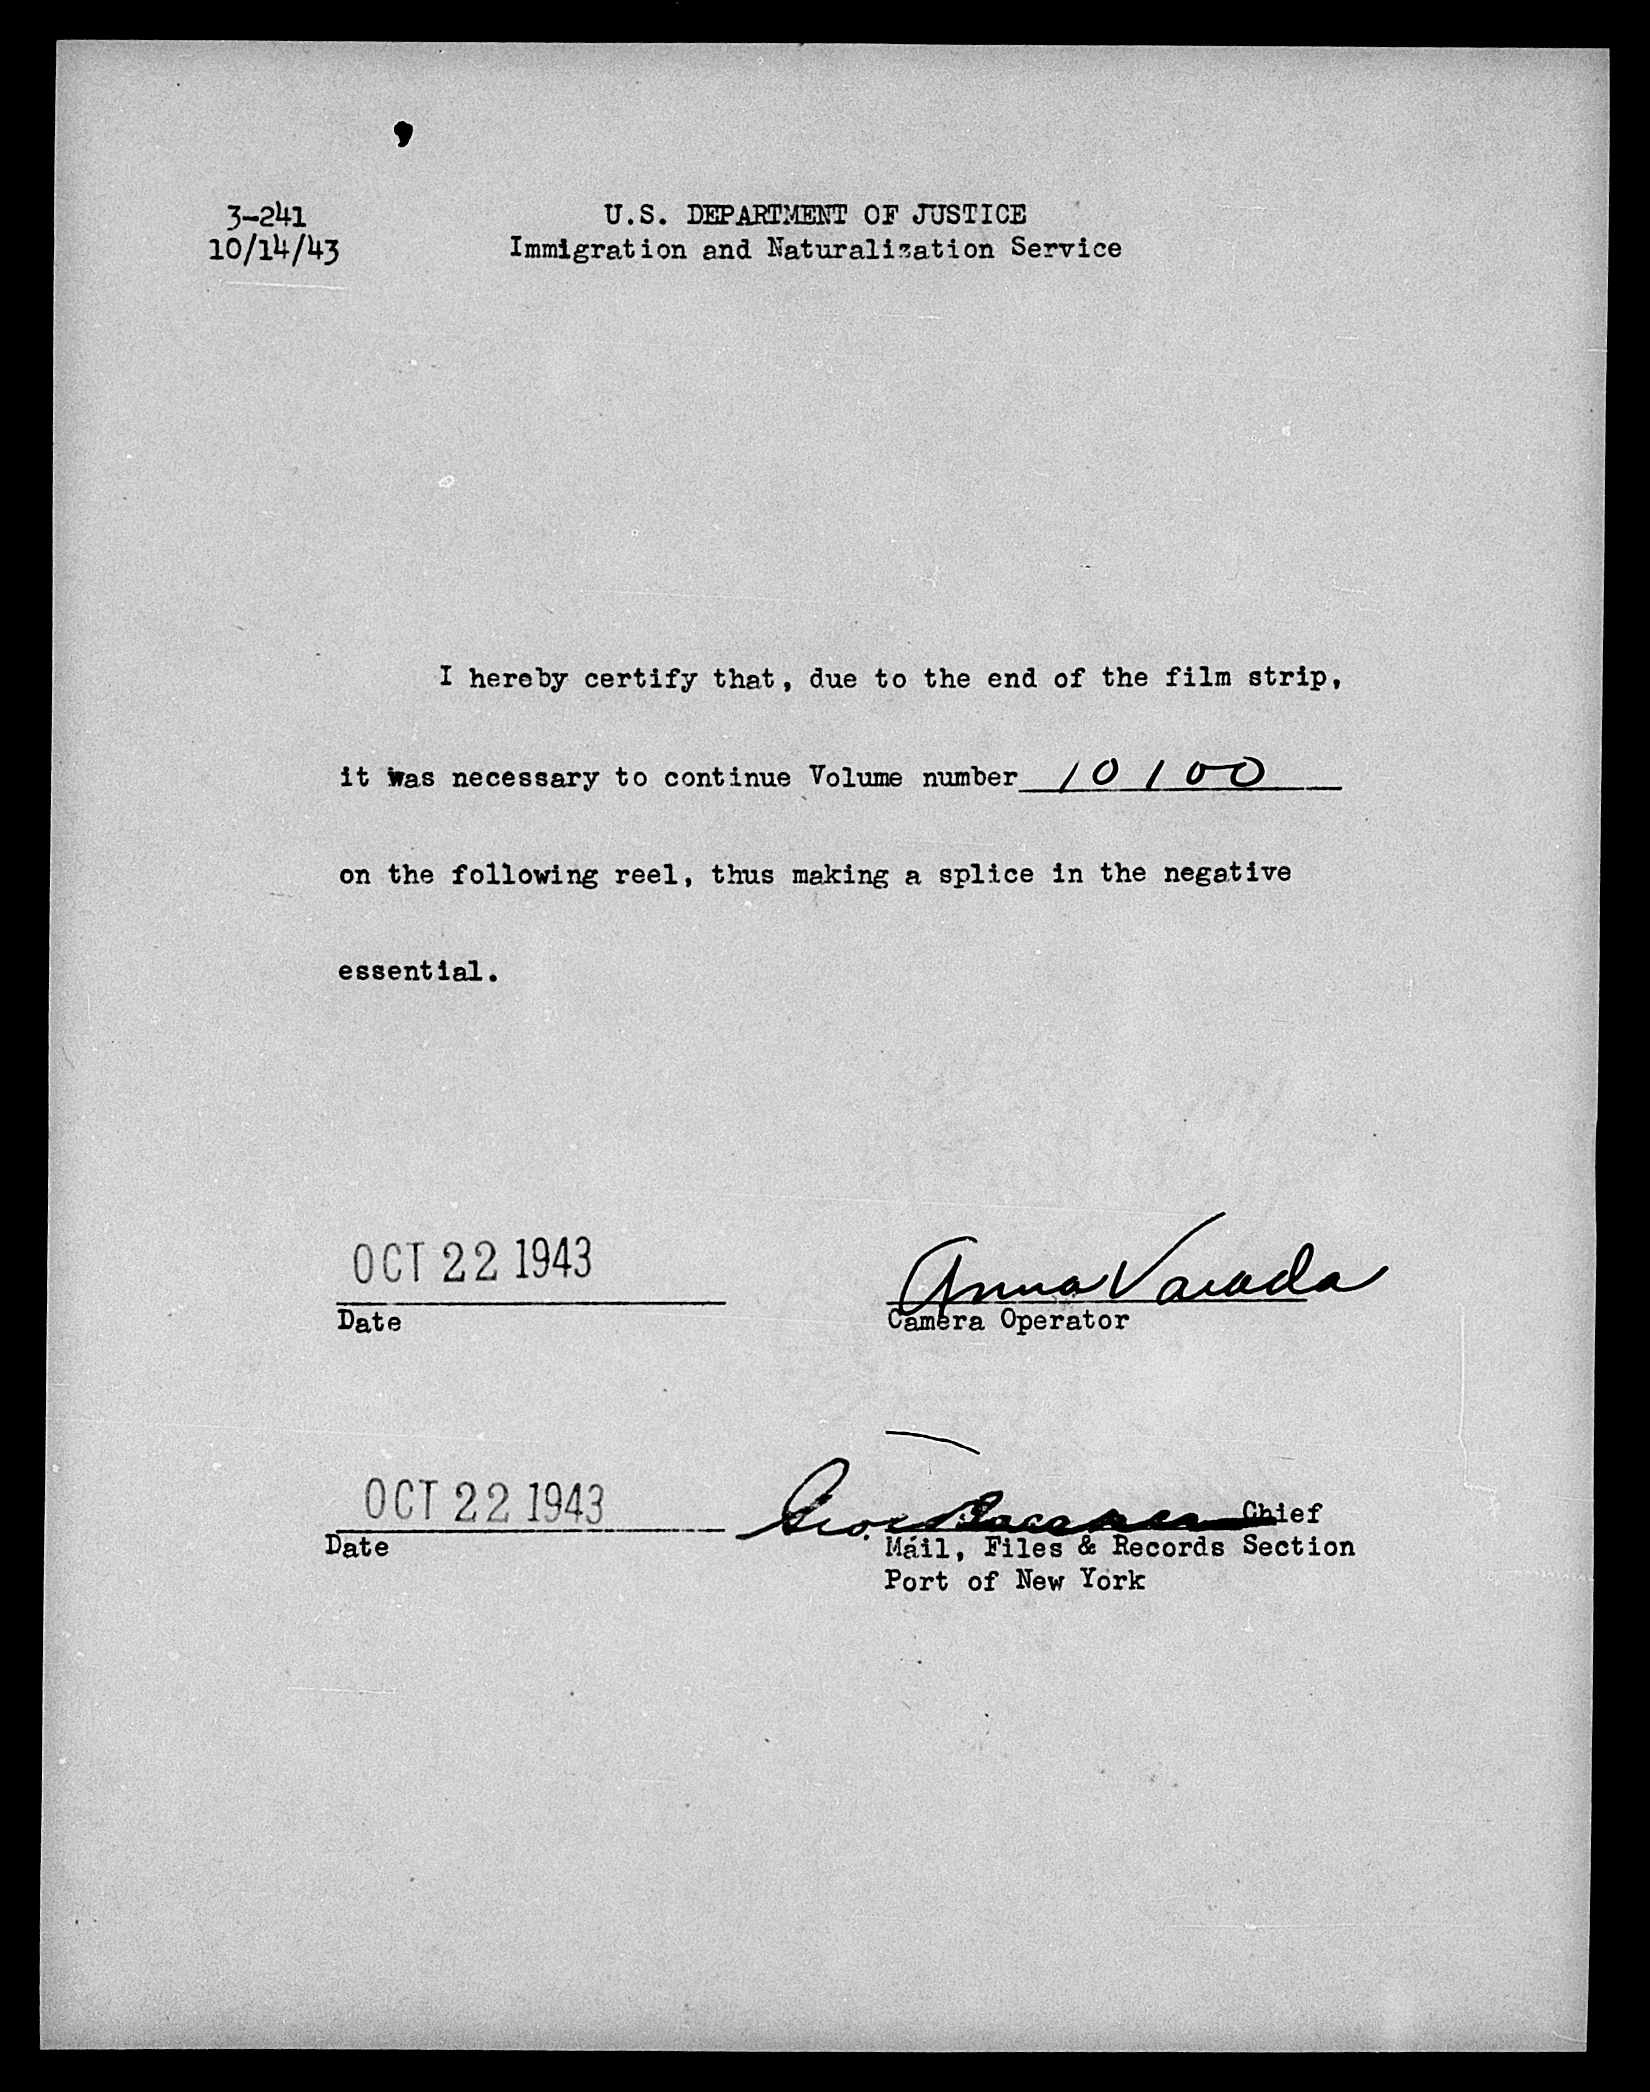 3-241
10/14/43
U.S. DEPARTMENT OF JUSTICE
Immigration and Naturalization Service
I hereby certify that, due to the end of the film strip,
it was necessary to continue Volume number 10100
on the following reel, thus making a splice in the negative
essential.
OCT 22 1943
Date
Anna Varada
Camera Operator
OCT 22 1943
Date
Geo. Chief
Mail, Files & Records Section
Port of New York